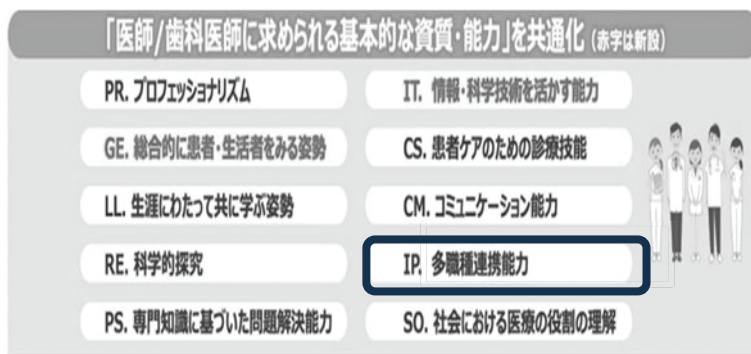 「医師/歯科医師に求められる基本的な資質・能力」を共通化（赤字は新設）
PR. プロフェッショナリズム
GE. 総合的に患者・生活者をみる姿勢
LL. 生涯にわたって共に学ぶ姿勢
RE. 科学的探究
PS. 専門知識に基づいた問題解決能力
IT. 情報・科学技術を活かす能力
CS. 患者ケアのための診療技能
CM. コミュニケーション能力
IP. 多職種連携能力
SO. 社会における医療の役割の理解